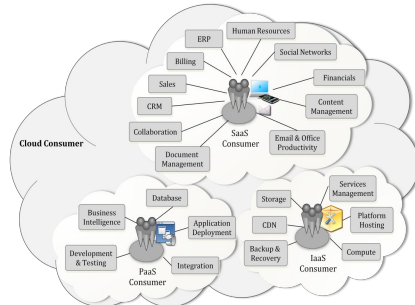 Human Resources
ERP
Social Networks
Billing
Financials
Sales
CRM
SaaS
Consumer
Content
Management
Collaboration
Email & Office
Productivity
Document
Management
Cloud Consumer
Database
Business
Intelligence
Application
Deployment
Development
& Testing
PaaS
Consumer
Integration
Services
Management
Storage
Platform
Hosting
CDN
Backup &
Recovery
Compute
IaaS
Consumer